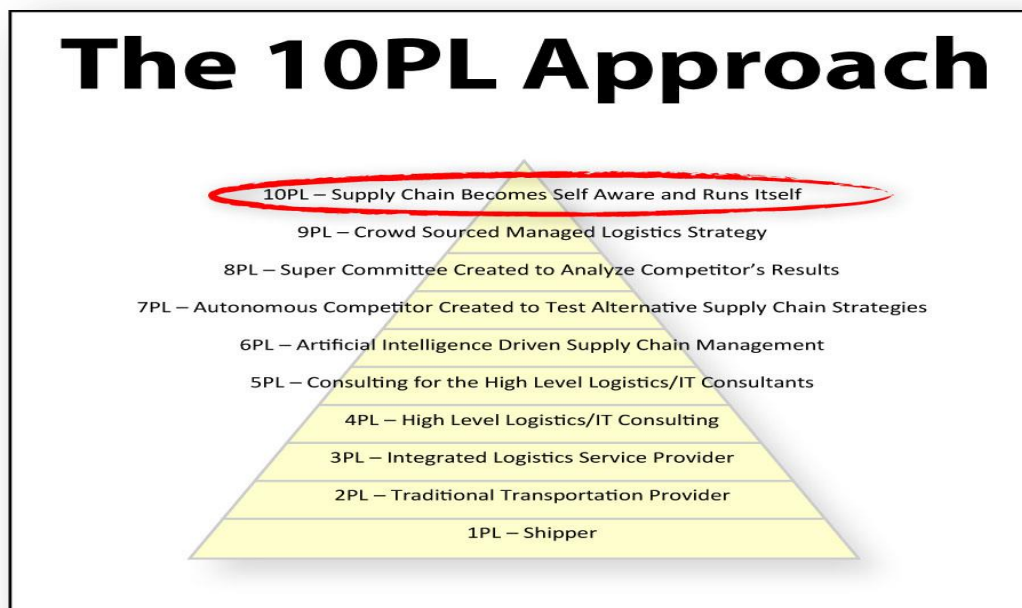 The 10PL Approach
10PL – Supply Chain Becomes Self Aware and Runs Itself
9PL – Crowd Sourced Managed Logistics Strategy
8PL – Super Committee Created to Analyze Competitor’s Results
7PL – Autonomous Competitor Created to Test Alternative Supply Chain Strategies
6PL – Artificial Intelligence Driven Supply Chain Management
5PL – Consulting for the High Level Logistics/IT Consultants
4PL – High Level Logistics/IT Consulting
3PL – Integrated Logistics Service Provider
2PL – Traditional Transportation Provider
1PL – Shipper